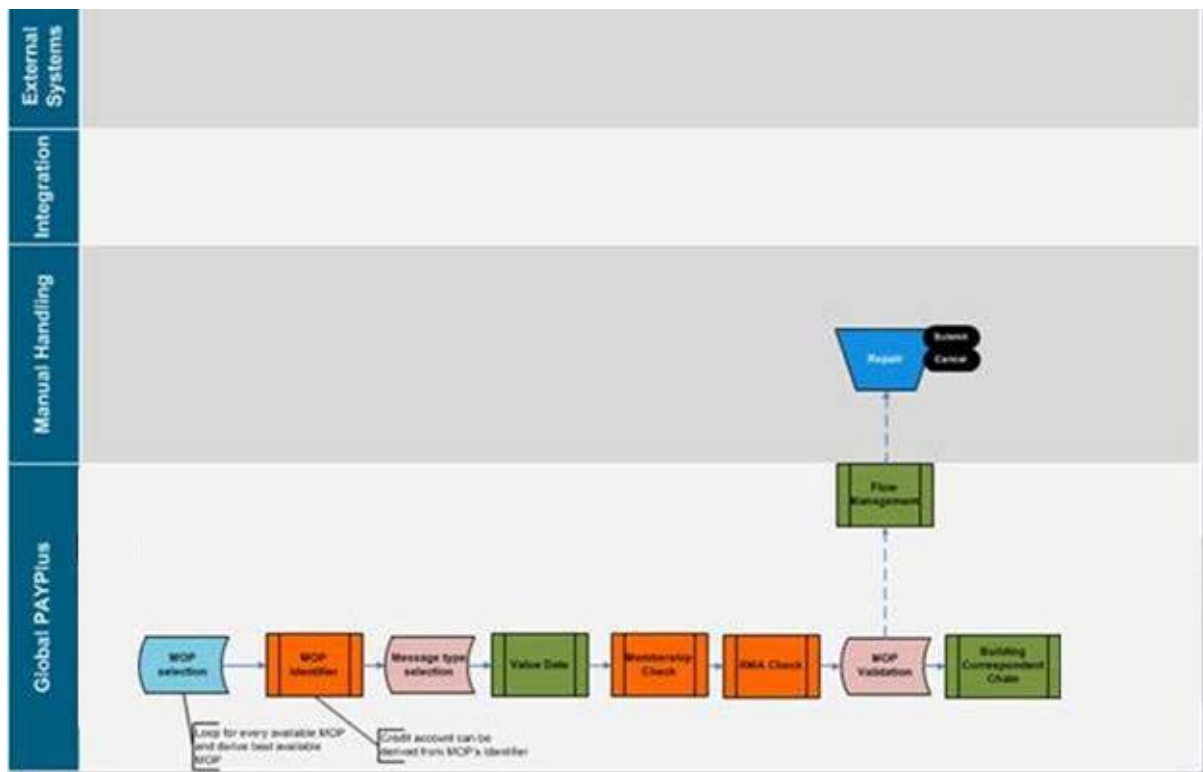 External
Systems
Integration
Manual Handling
Repair
Submit
Cancel
Flow
Management
Global PAYPlus
MOP
selection
MOP
Identifier
Message type
selection
Value Date
Membership
Check
RMA Check
MOP
Validation
Building
Correspondent
Chain
Loop for every available MOP
and derive best available
MOP
Credit account can be
derived from MOP's identifier